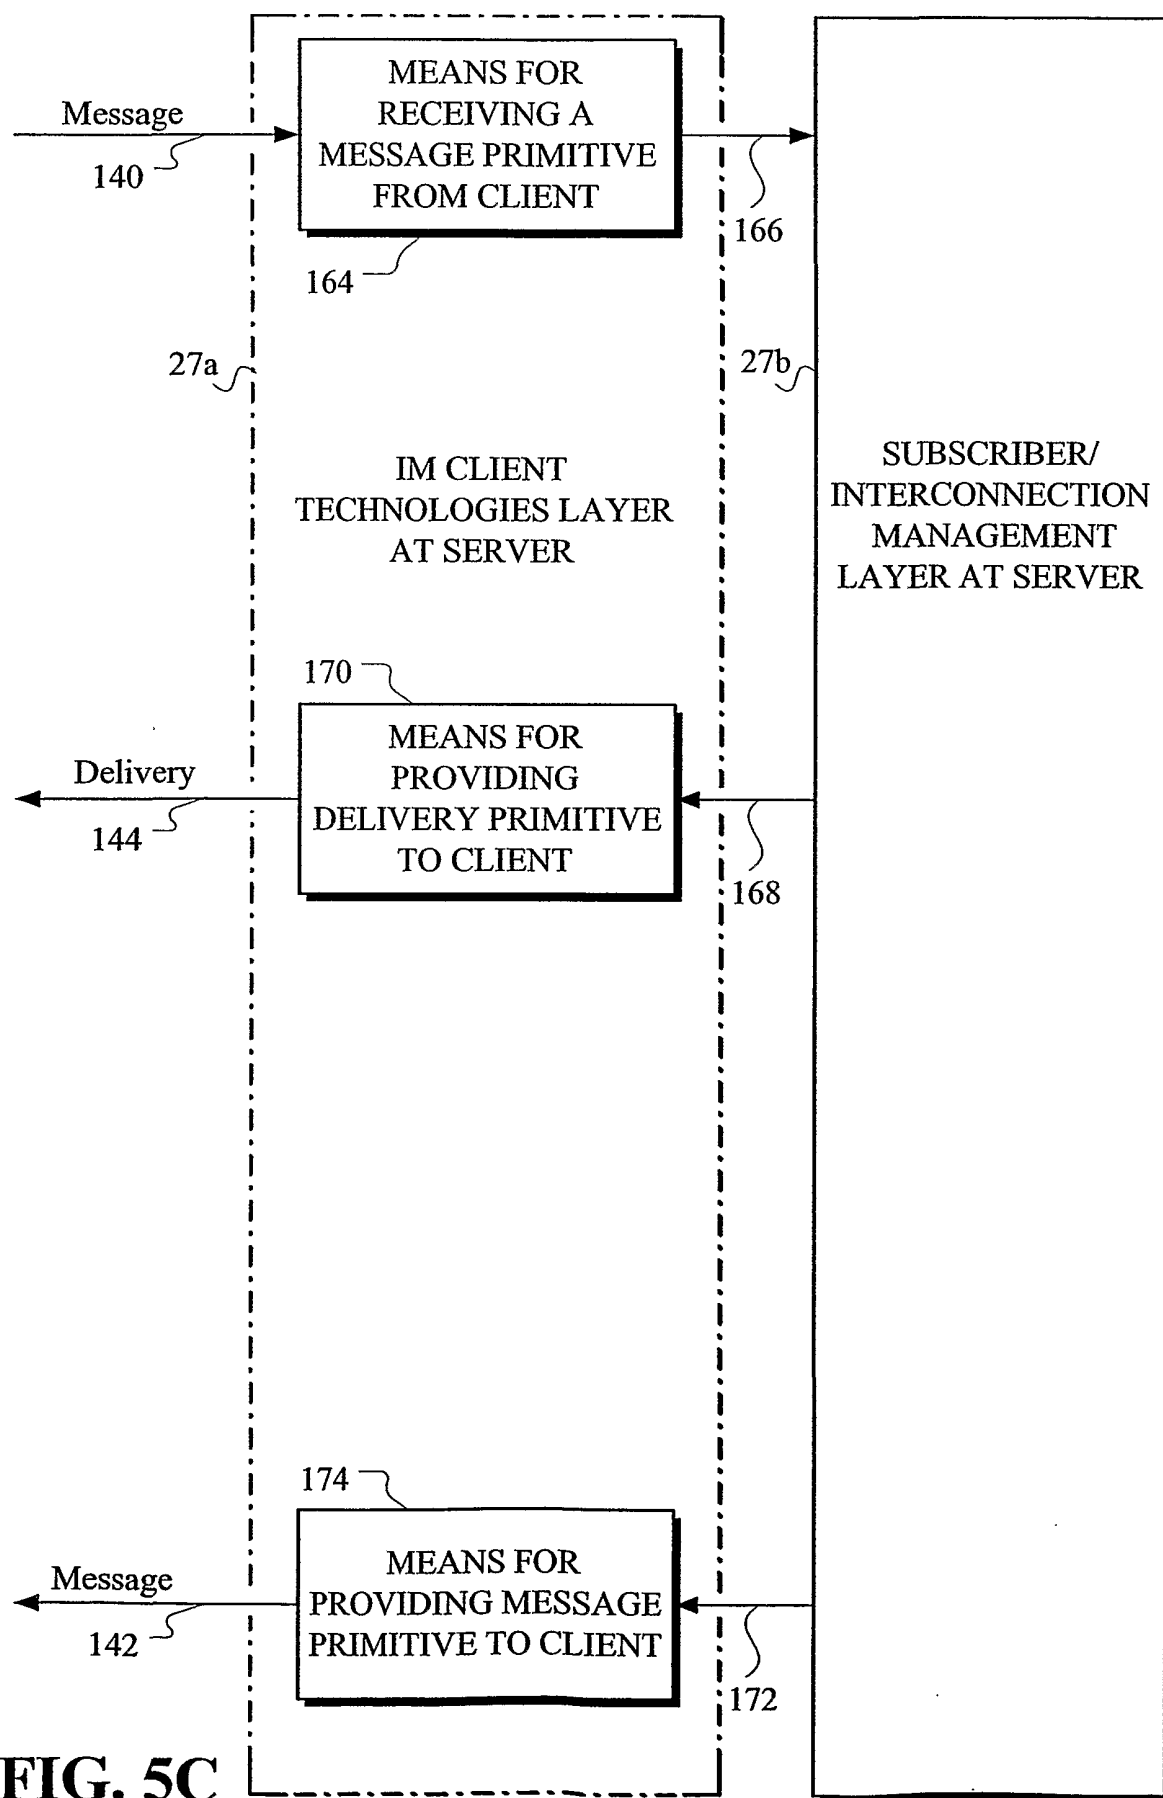 MEANS FOR
RECEIVING A
MESSAGE PRIMITIVE
FROM CLIENT
Message
140
166
164
27a
27b
IM CLIENT
TECHNOLOGIES LAYER
AT SERVER
SUBSCRIBER/
INTERCONNECTION
MANAGEMENT
LAYER AT SERVER
170
MEANS FOR
PROVIDING
DELIVERY PRIMITIVE
TO CLIENT
Delivery
144
168
174
MEANS FOR
PROVIDING MESSAGE
PRIMITIVE TO CLIENT
Message
142
172
FIG. 5C